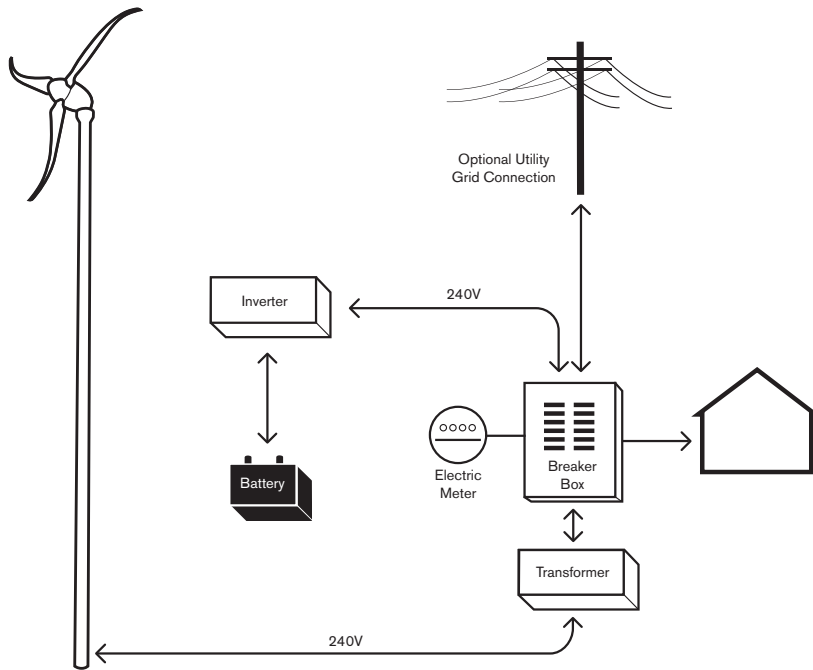 Optional Utility
Grid Connection
Inverter
240V
Battery
Electric
Meter
Breaker
Box
Transformer
240V